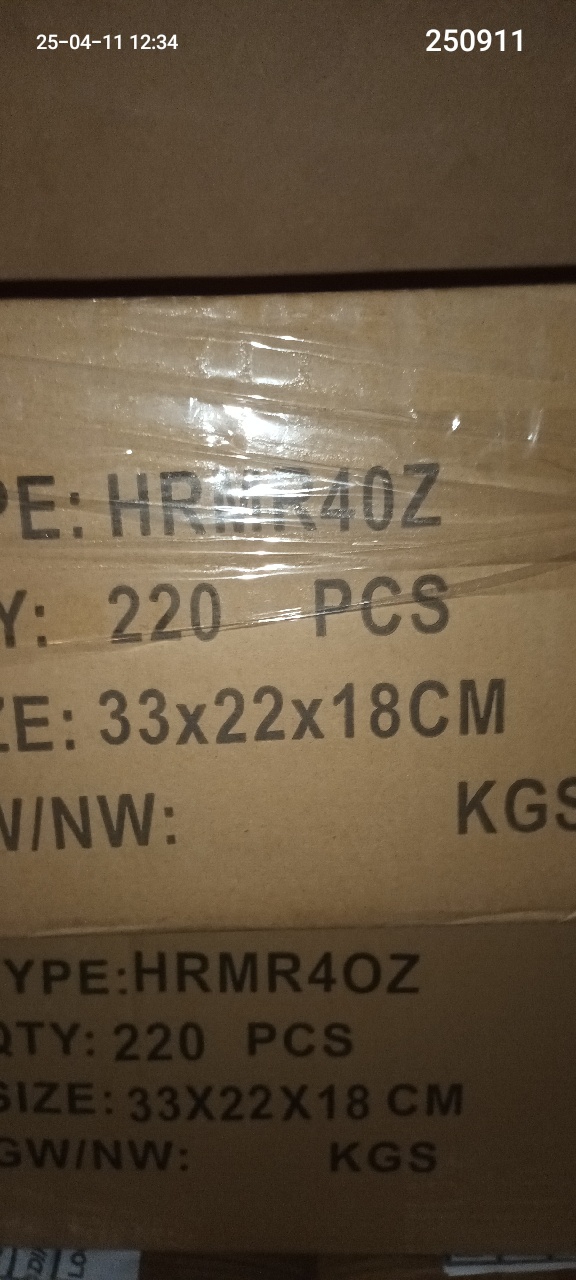 25-04-11 12:34
250911
PE: HRMR40Z
Y: 220 PCS
ZE: 33x22x18CM
W/NW: KGS
YPE:HRMR4OZ
QTY: 220 PCS
SIZE: 33X22X18 CM
GW/NW: KGS